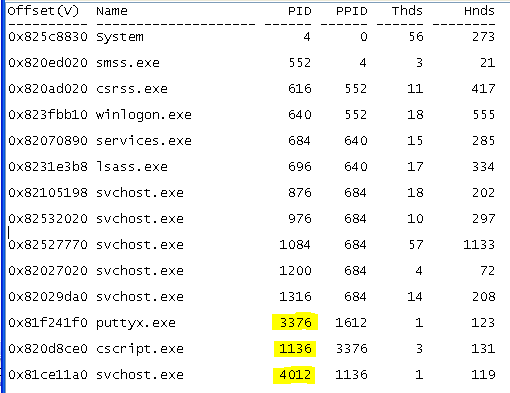 Offset(V) Name PID PPID Thds Hnds
---------- -------------------- ------ ------ ------ --------
0x825c8830 System 4 0 56 273
0x820ed020 smss.exe 552 4 3 21
0x820ad020 csrss.exe 616 552 11 417
0x823fbb10 winlogon.exe 640 552 18 555
0x82070890 services.exe 684 640 15 285
0x8231e3b8 lsass.exe 696 640 17 334
0x82105198 svchost.exe 876 684 18 202
0x82532020 svchost.exe 976 684 10 297
0x82527770 svchost.exe 1084 684 57 1133
0x82027020 svchost.exe 1200 684 4 72
0x82029da0 svchost.exe 1316 684 14 208
0x81f241f0 puttyx.exe 3376 1612 1 123
0x820d8ce0 cscript.exe 1136 3376 3 131
0x81ce11a0 svchost.exe 4012 1136 1 119